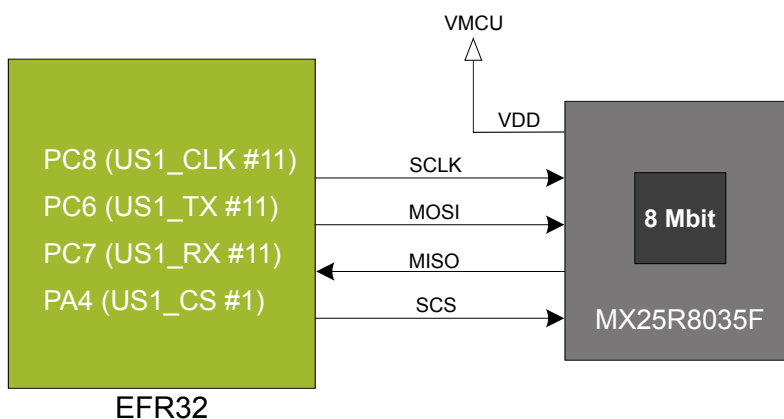 VMCU
VDD
PC8 (US1_CLK #11)
SCLK
PC6 (US1_TX #11)
MOSI
8 Mbit
PC7 (US1_RX #11)
MISO
PA4 (US1_CS #1)
SCS
MX25R8035F
EFR32